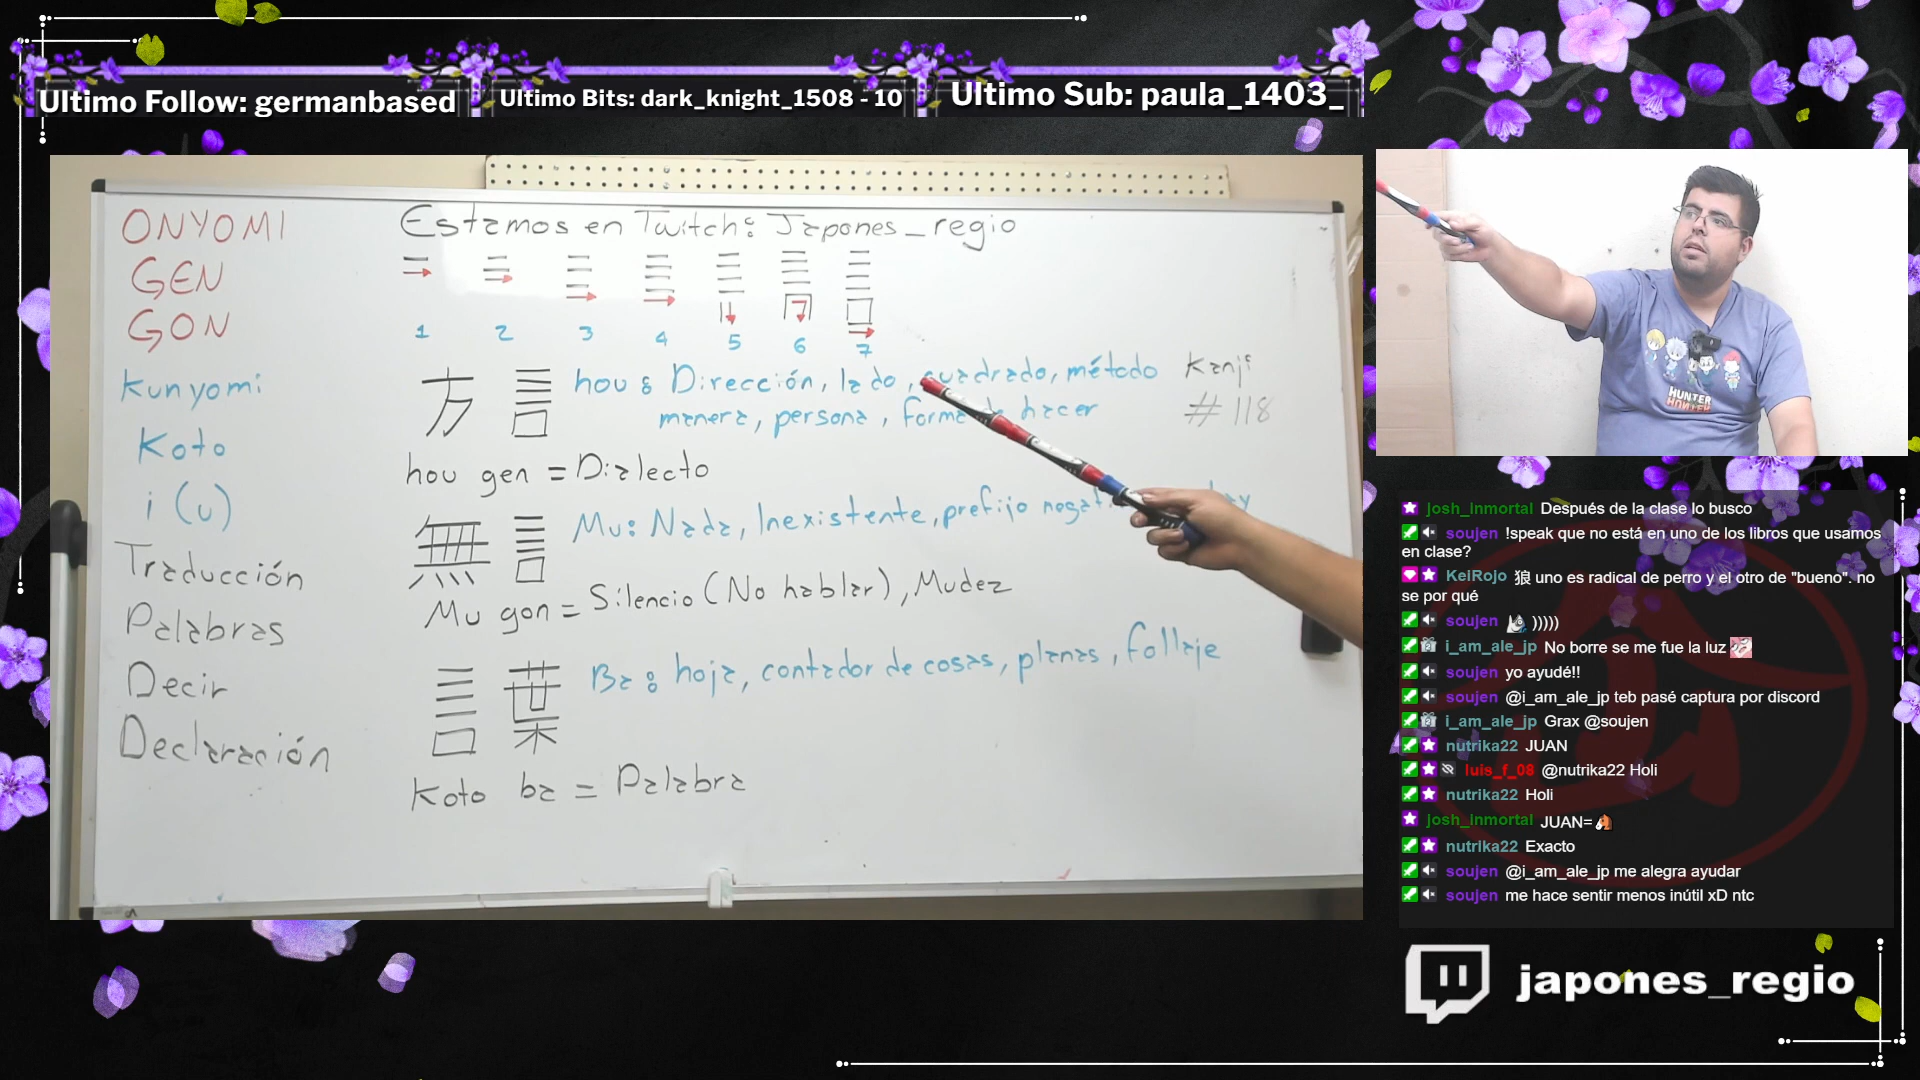 Ultimo Follow: germanbased
Ultimo Bits: dark_knight_1508 - 10
Ultimo Sub: paula_1403_
ONYOMI
GEN
GON
Kunyomi
Koto
i (u)
Traducción
Palabras
Decir
Declaración
Estamos en Twitch: Japones_regio
1 2 3 4 5 6 7
方言 hou: Dirección, lado, cuadrado, método
manera, persona, forma de hacer
Kanji
#118
hou gen = Dialecto
無言 Mu: Nada, Inexistente, prefijo
Mu gon = Silencio (No hablar), Mudez
言葉 Ba: hoja, contador de cosas, planas, follaje
Koto ba = Palabra
HUNTER
HUNTER
josh_inmortal Después de la clase lo busco
soujen !speak que no está en uno de los libros que usamos
en clase?
KelRojo 狼 uno es radical de perro y el otro de "bueno". no
se por qué
soujen )))))
i_am_ale_jp No borre se me fue la luz
soujen yo ayudé!!
soujen @i_am_ale_jp teb pasé captura por discord
i_am_ale_jp Grax @soujen
nutrika22 JUAN
luis_f_08 @nutrika22 Holi
nutrika22 Holi
josh_inmortal JUAN=
nutrika22 Exacto
soujen @i_am_ale_jp me alegra ayudar
soujen me hace sentir menos inútil xD ntc
japones_regio